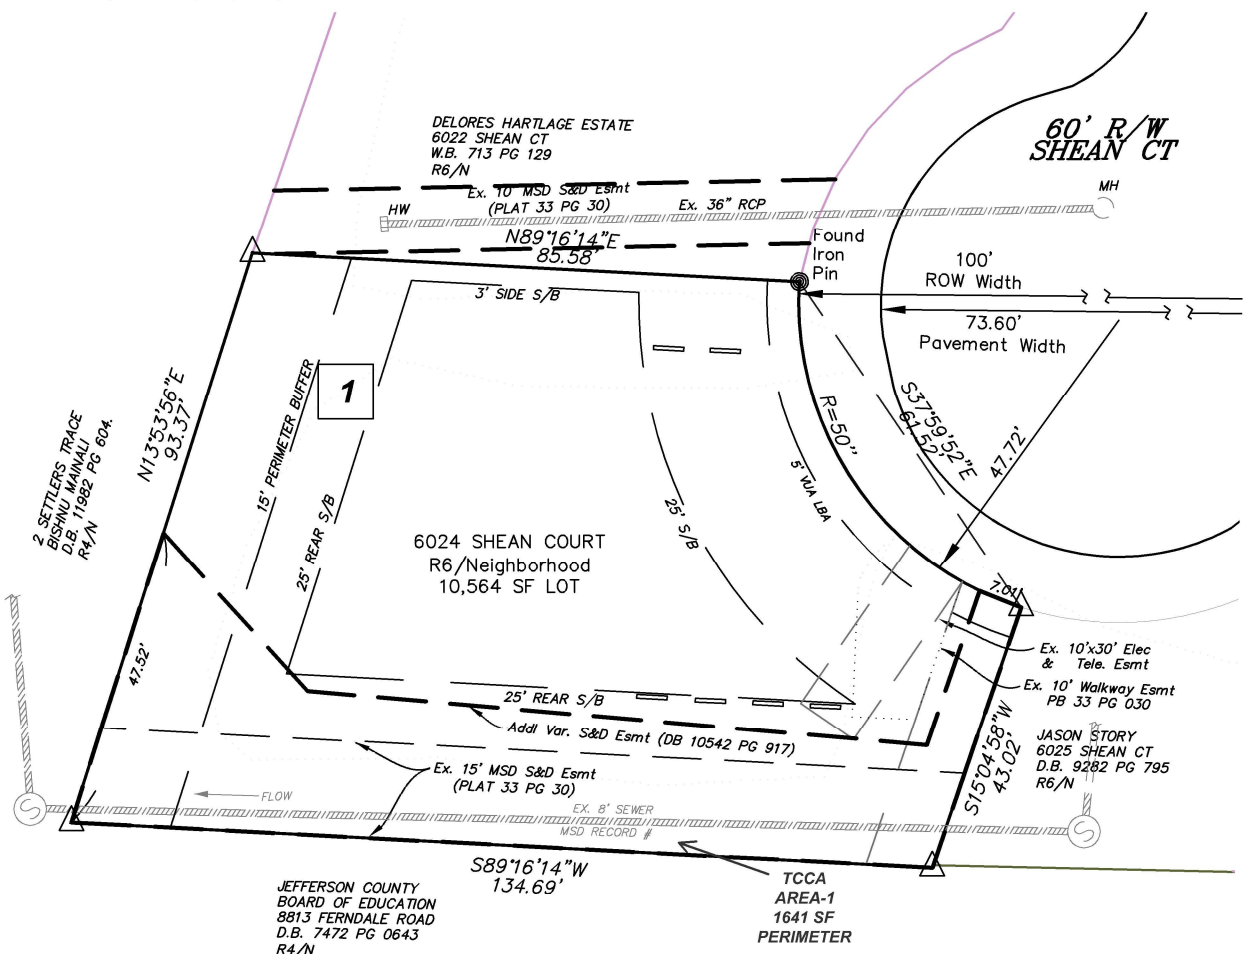 DELORES HARTLAGE ESTATE
6022 SHEAN CT
W.B. 713 PG 129
R6/N
60' R/W
SHEAN CT
MH
Ex. 10' MSD S&D Esmt
(PLAT 33 PG 30)
Ex. 36" RCP
HW
N89°16'14"E
85.58'
Found
Iron
Pin
100'
ROW Width
73.60'
Pavement Width
3' SIDE S/B
1
15' PERIMETER BUFFER
25' REAR S/B
N13°53'56"E
93.37'
2 SETTLERS TRACE
BISHNU MAINALI
D.B. 11982 PG 604.
R4/N
R=50''
S37°59'52"E
61.52'
47.72'
5' VUA LBA
25' S/B
6024 SHEAN COURT
R6/Neighborhood
10,564 SF LOT
7.01'
47.52'
Ex. 10'x30' Elec
& Tele. Esmt
Ex. 10' Walkway Esmt
PB 33 PG 030
25' REAR S/B
Addl Var. S&D Esmt (DB 10542 PG 917)
S15°04'58"W
43.02'
JASON STORY
6025 SHEAN CT
D.B. 9282 PG 795
R6/N
Ex. 15' MSD S&D Esmt
(PLAT 33 PG 30)
FLOW
EX. 8' SEWER
MSD RECORD #
S
S
S89°16'14"W
134.69'
JEFFERSON COUNTY
BOARD OF EDUCATION
8813 FERNDALE ROAD
D.B. 7472 PG 0643
R4/N
TCCA
AREA-1
1641 SF
PERIMETER